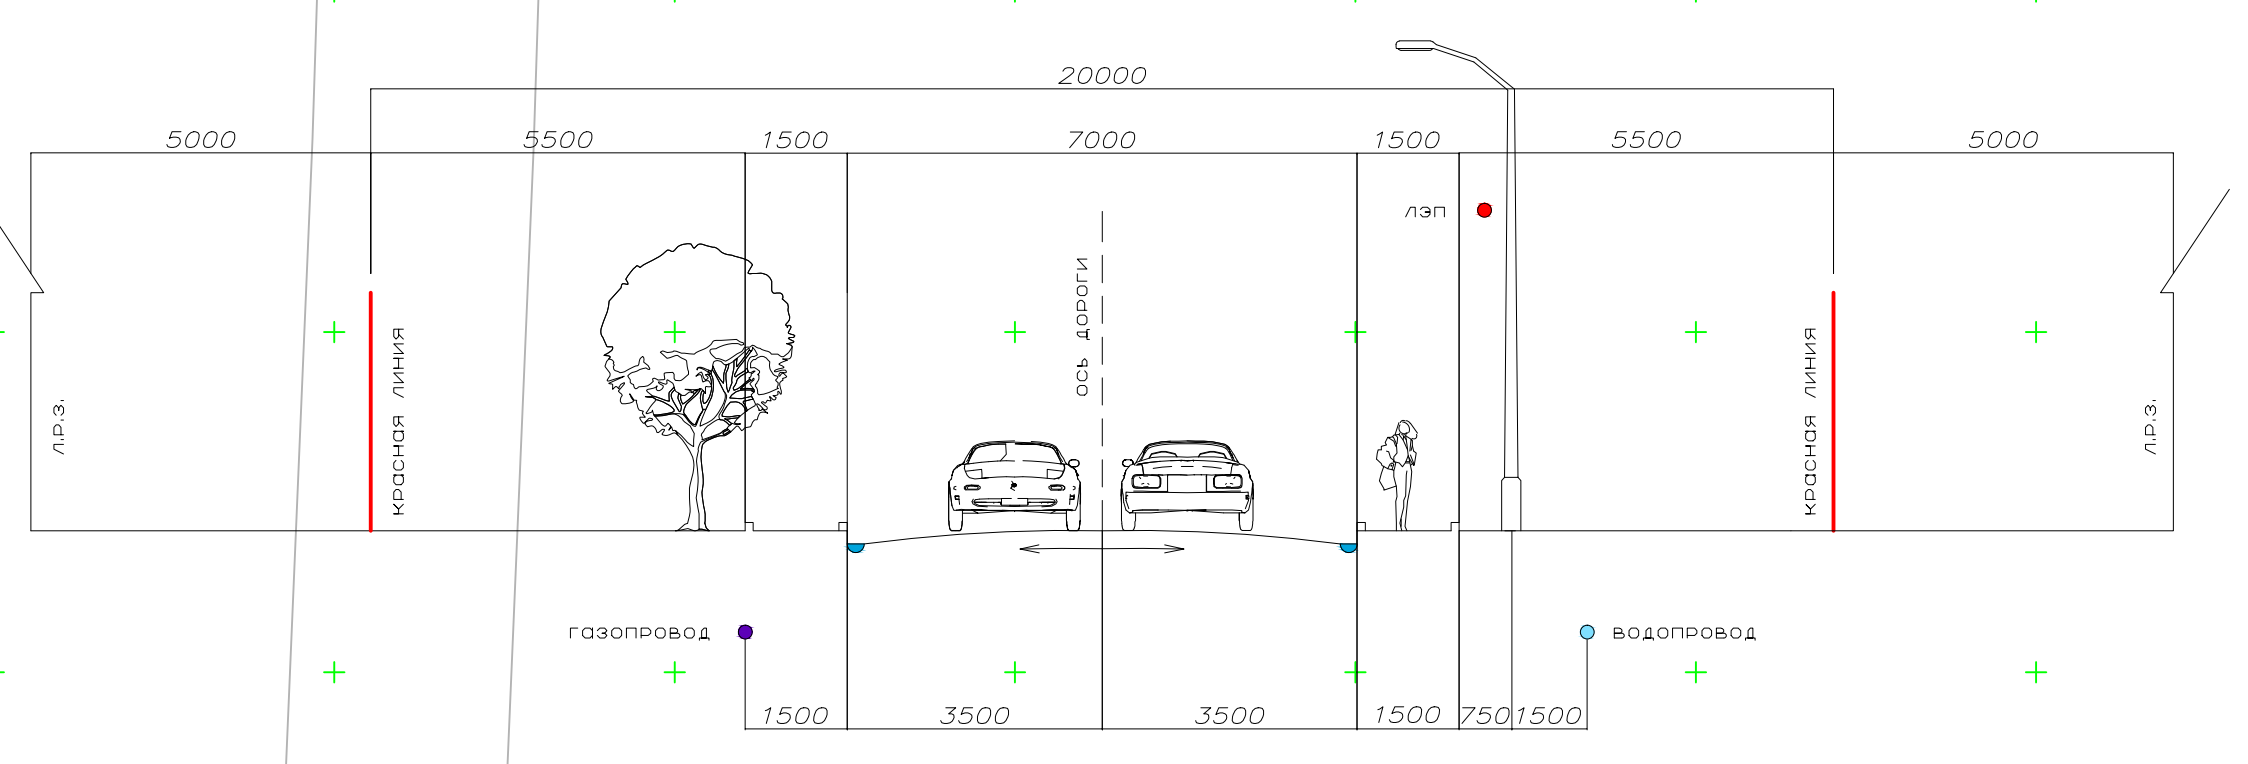 20000
5000
5500
1500
7000
1500
5500
5000
ЛЭП
ОСЬ ДОРОГИ
Л.Р.З.
КРАСНАЯ ЛИНИЯ
КРАСНАЯ ЛИНИЯ
Л.Р.З.
ГАЗОПРОВОД
ВОДОПРОВОД
1500
3500
3500
1500
750
1500